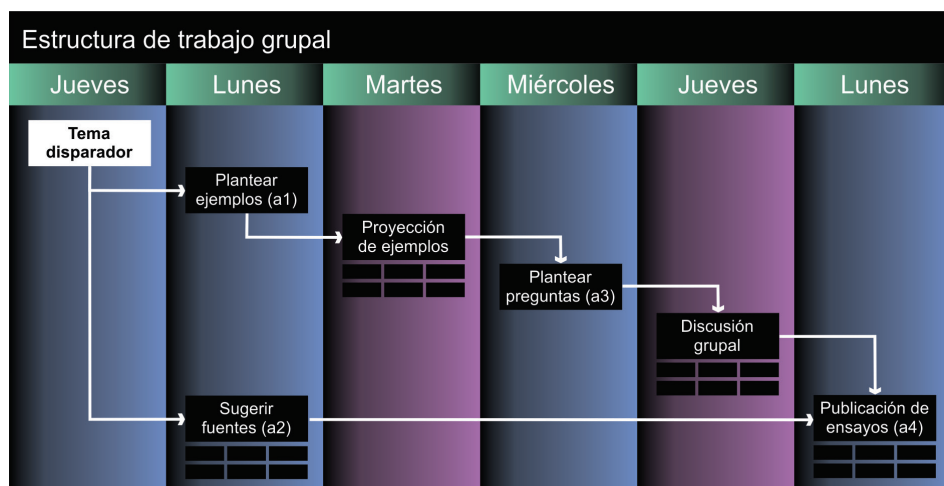 Estructura de trabajo grupal
Jueves
Lunes
Martes
Miércoles
Jueves
Lunes
Tema
disparador
Plantear
ejemplos (a1)
Proyección
de ejemplos
Plantear
preguntas (a3)
Discusión
grupal
Sugerir
fuentes (a2)
Publicación de
ensayos (a4)